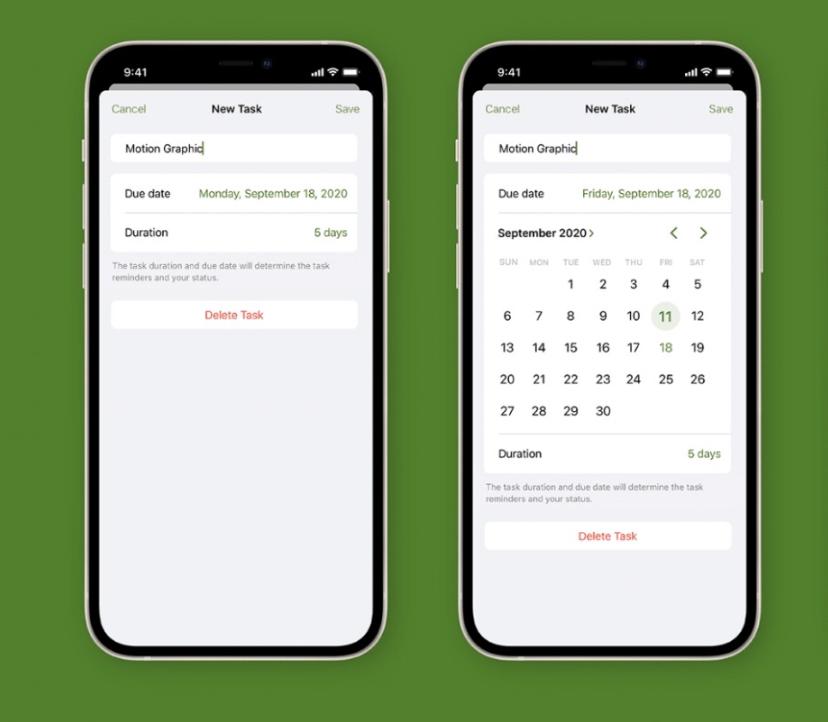 9:41
Cancel New Task Save
Motion Graphic
Due date Monday, September 18, 2020
Duration 5 days
The task duration and due date will determine the task
reminders and your status.
Delete Task
9:41
Cancel New Task Save
Motion Graphic
Due date Friday, September 18, 2020
September 2020 >
SUN MON TUE WED THU FRI SAT
1 2 3 4 5
6 7 8 9 10 11 12
13 14 15 16 17 18 19
20 21 22 23 24 25 26
27 28 29 30
Duration 5 days
The task duration and due date will determine the task
reminders and your status.
Delete Task